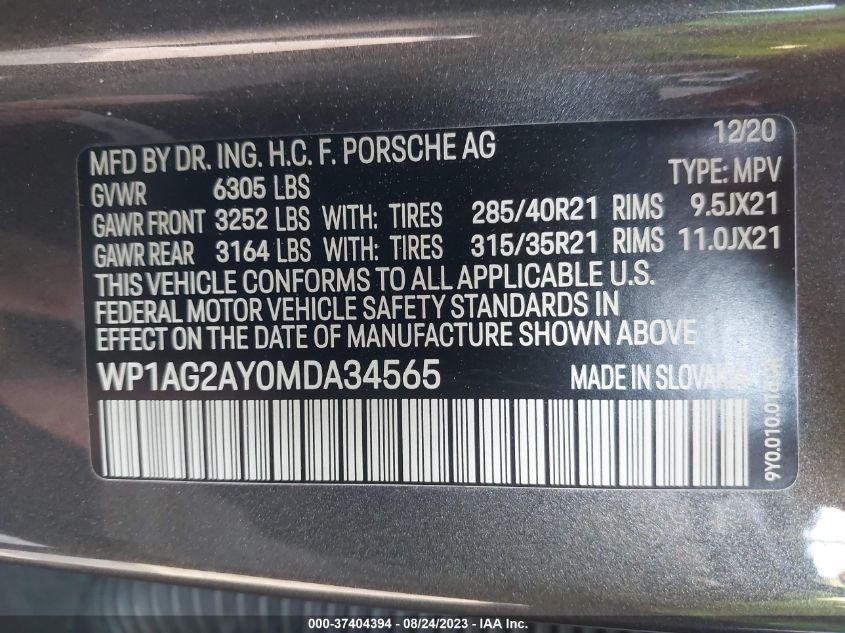 12/20
MFD BY DR. ING. H.C. F. PORSCHE AG
TYPE: MPV
GVWR 6305 LBS
GAWR FRONT 3252 LBS WITH: TIRES 285/40R21 RIMS 9.5JX21
GAWR REAR 3164 LBS WITH: TIRES 315/35R21 RIMS 11.0JX21
THIS VEHICLE CONFORMS TO ALL APPLICABLE U.S.
FEDERAL MOTOR VEHICLE SAFETY STANDARDS IN
EFFECT ON THE DATE OF MANUFACTURE SHOWN ABOVE
WP1AG2AY0MDA34565 MADE IN SLOVAKIA
000-37404394 - 08/24/2023 - Copyright © IAA, Inc.